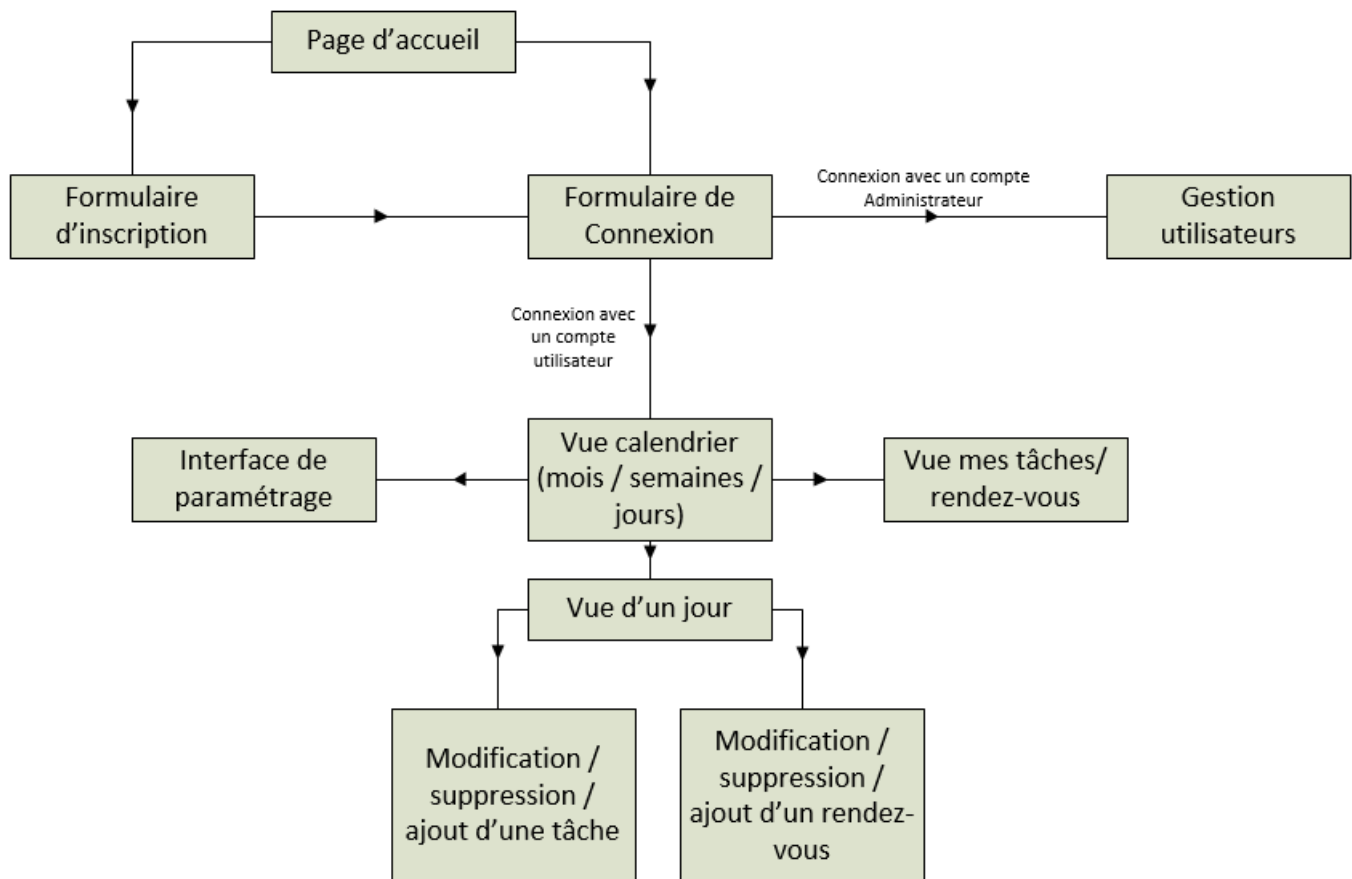 Page d’accueil
Formulaire
d’inscription
Formulaire de
Connexion
Connexion avec un compte
Administrateur
Gestion
utilisateurs
Connexion avec
un compte
utilisateur
Interface de
paramétrage
Vue calendrier
(mois / semaines /
jours)
Vue mes tâches/
rendez-vous
Vue d’un jour
Modification /
suppression /
ajout d’une tâche
Modification /
suppression /
ajout d’un rendez-
vous